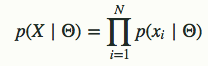 p(X | Θ) = ∏_{i=1}^{N} p(x_i | Θ)